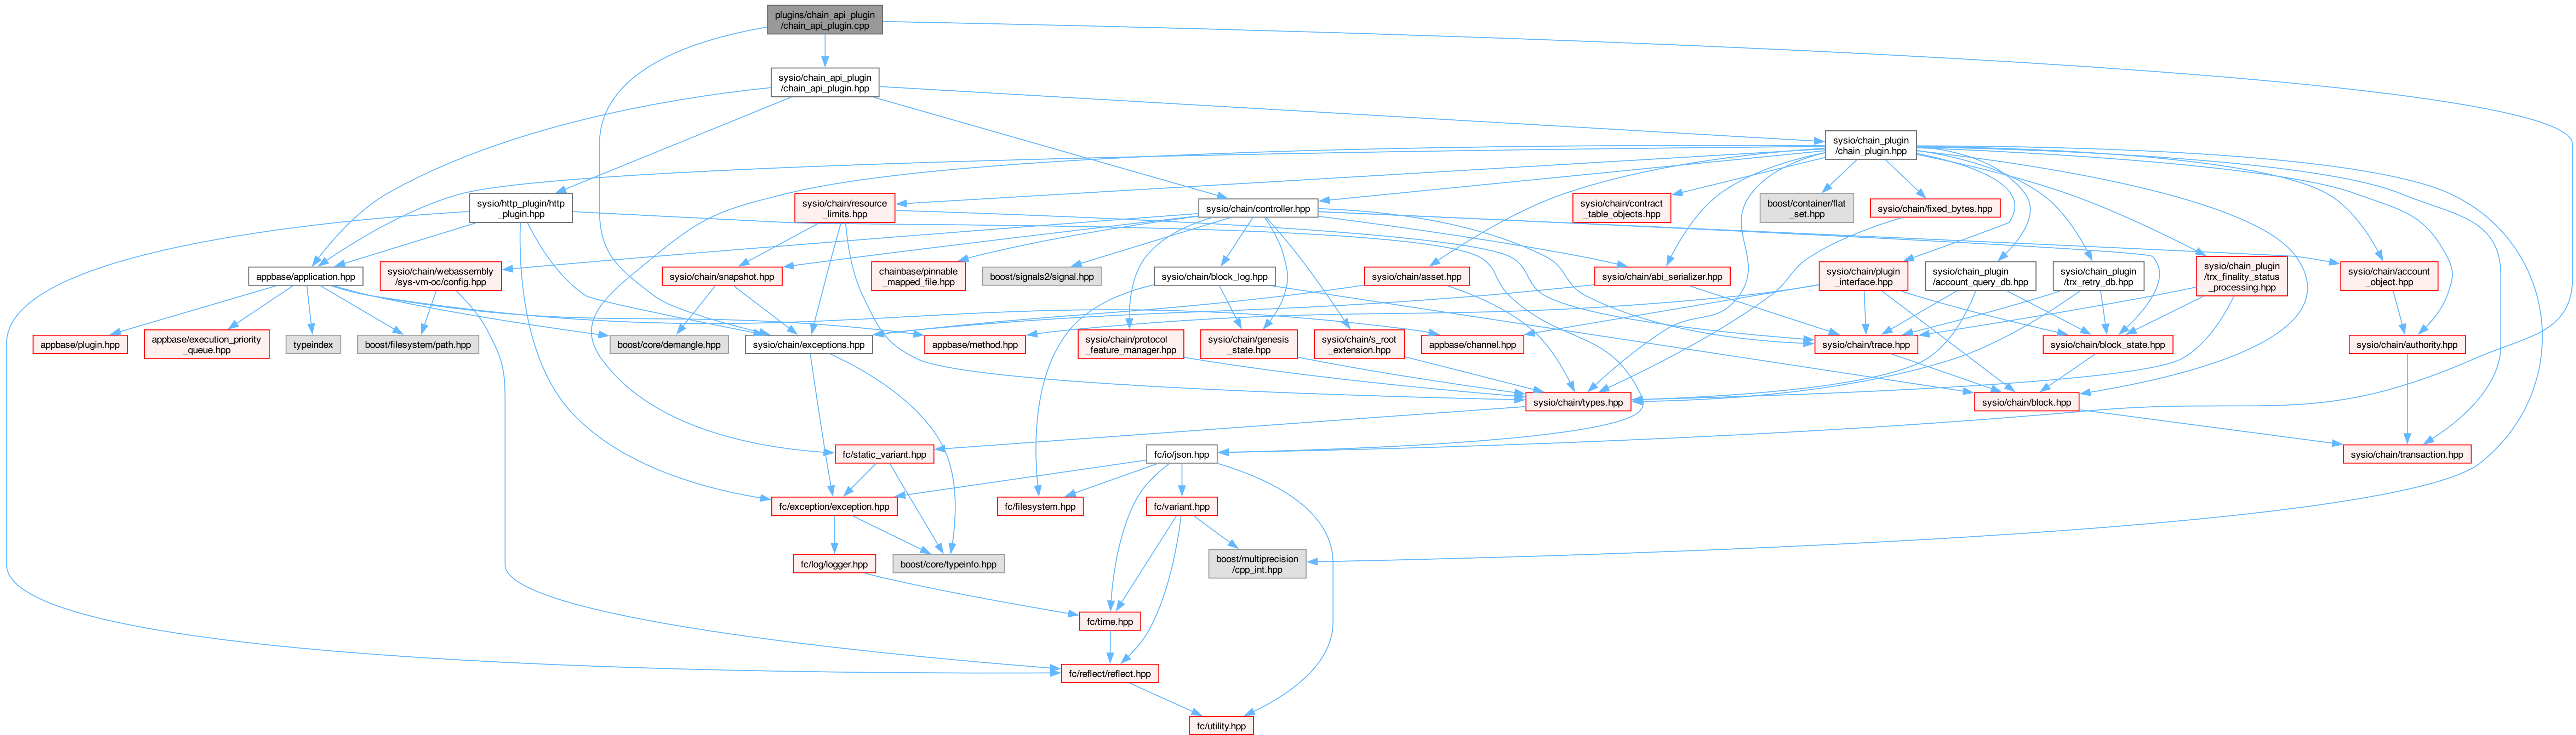 plugins/chain_api_plugin
/chain_api_plugin.cpp
sysio/chain_api_plugin
/chain_api_plugin.hpp
sysio/chain_plugin
/chain_plugin.hpp
sysio/http_plugin/http
_plugin.hpp
sysio/chain/resource
_limits.hpp
sysio/chain/controller.hpp
sysio/chain/contract
_table_objects.hpp
boost/container/flat
_set.hpp
sysio/chain/fixed_bytes.hpp
appbase/application.hpp
sysio/chain/webassembly
/sys-vm-oc/config.hpp
sysio/chain/snapshot.hpp
chainbase/pinnable
_mapped_file.hpp
boost/signals2/signal.hpp
sysio/chain/block_log.hpp
sysio/chain/asset.hpp
sysio/chain/abi_serializer.hpp
sysio/chain/plugin
_interface.hpp
sysio/chain_plugin
/account_query_db.hpp
sysio/chain_plugin
/trx_retry_db.hpp
sysio/chain_plugin
/trx_finality_status
_processing.hpp
sysio/chain/account
_object.hpp
appbase/plugin.hpp
appbase/execution_priority
_queue.hpp
typeindex
boost/filesystem/path.hpp
boost/core/demangle.hpp
sysio/chain/exceptions.hpp
appbase/method.hpp
sysio/chain/protocol
_feature_manager.hpp
sysio/chain/genesis
_state.hpp
sysio/chain/s_root
_extension.hpp
appbase/channel.hpp
sysio/chain/trace.hpp
sysio/chain/block_state.hpp
sysio/chain/authority.hpp
sysio/chain/types.hpp
sysio/chain/block.hpp
fc/static_variant.hpp
fc/io/json.hpp
sysio/chain/transaction.hpp
fc/exception/exception.hpp
fc/filesystem.hpp
fc/variant.hpp
fc/log/logger.hpp
boost/core/typeinfo.hpp
boost/multiprecision
/cpp_int.hpp
fc/time.hpp
fc/reflect/reflect.hpp
fc/utility.hpp